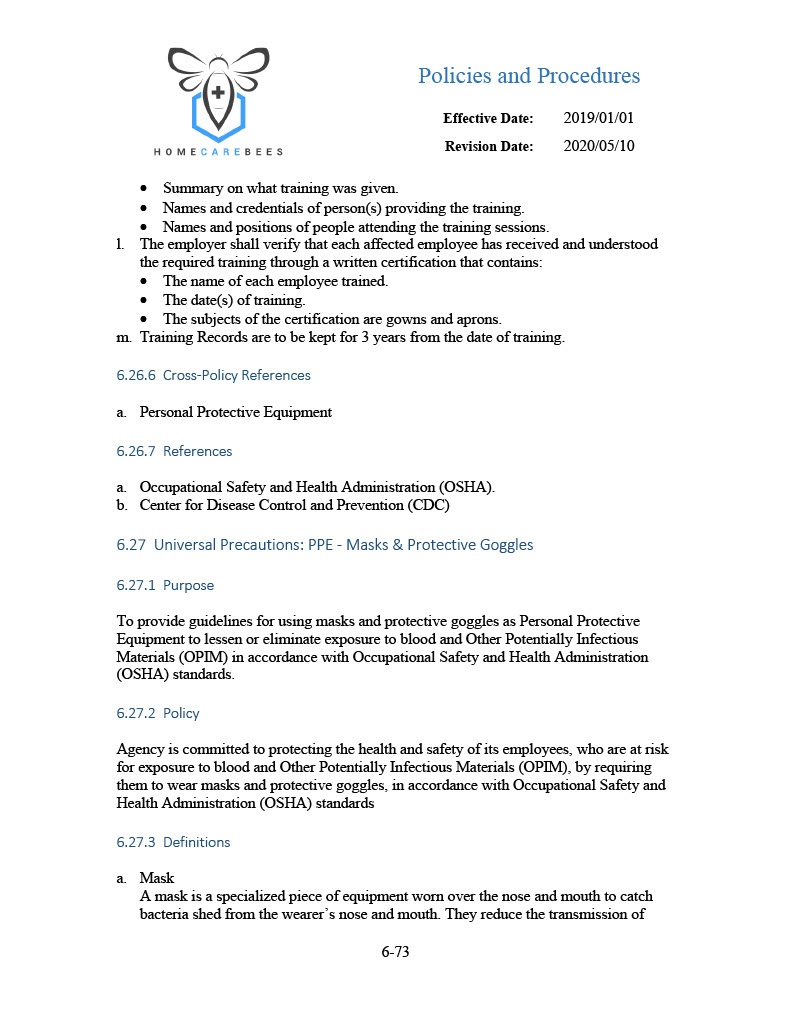 HOMECAREBEES
Policies and Procedures
Effective Date: 2019/01/01
Revision Date: 2020/05/10
• Summary on what training was given.
• Names and credentials of person(s) providing the training.
• Names and positions of people attending the training sessions.
l. The employer shall verify that each affected employee has received and understood
the required training through a written certification that contains:
• The name of each employee trained.
• The date(s) of training.
• The subjects of the certification are gowns and aprons.
m. Training Records are to be kept for 3 years from the date of training.
6.26.6 Cross-Policy References
a. Personal Protective Equipment
6.26.7 References
a. Occupational Safety and Health Administration (OSHA).
b. Center for Disease Control and Prevention (CDC)
6.27 Universal Precautions: PPE - Masks & Protective Goggles
6.27.1 Purpose
To provide guidelines for using masks and protective goggles as Personal Protective
Equipment to lessen or eliminate exposure to blood and Other Potentially Infectious
Materials (OPIM) in accordance with Occupational Safety and Health Administration
(OSHA) standards.
6.27.2 Policy
Agency is committed to protecting the health and safety of its employees, who are at risk
for exposure to blood and Other Potentially Infectious Materials (OPIM), by requiring
them to wear masks and protective goggles, in accordance with Occupational Safety and
Health Administration (OSHA) standards
6.27.3 Definitions
a. Mask
A mask is a specialized piece of equipment worn over the nose and mouth to catch
bacteria shed from the wearer’s nose and mouth. They reduce the transmission of
6-73